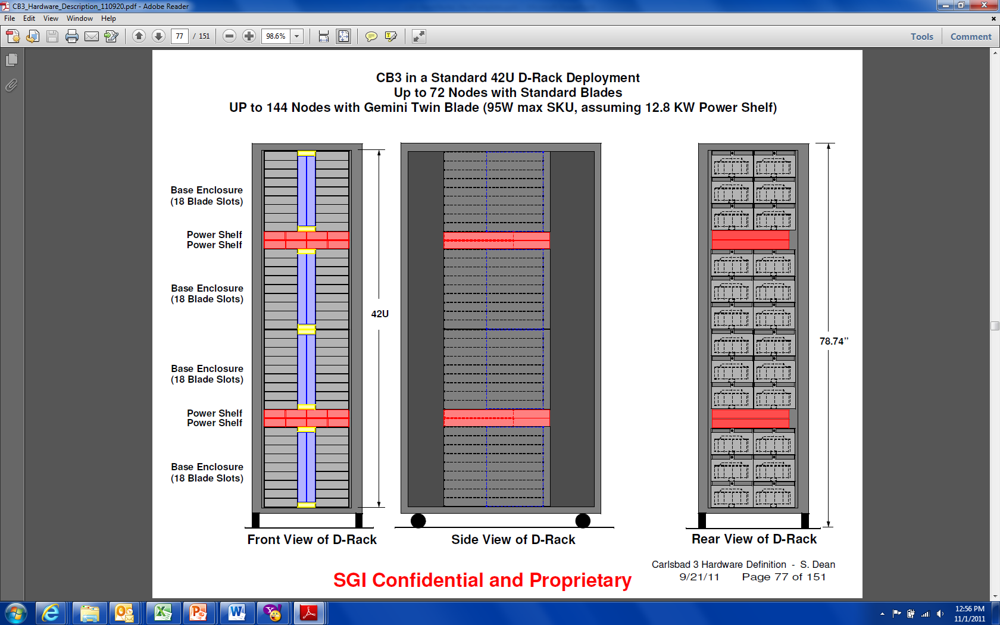 CB3_Hardware_Description_110920.pdf - Adobe Reader
File Edit View Window Help
77 / 151 98.6% Tools Comment
CB3 in a Standard 42U D-Rack Deployment
Up to 72 Nodes with Standard Blades
UP to 144 Nodes with Gemini Twin Blade (95W max SKU, assuming 12.8 KW Power Shelf)
Base Enclosure
(18 Blade Slots)
Power Shelf
Power Shelf
Base Enclosure
(18 Blade Slots)
42U
78.74”
Base Enclosure
(18 Blade Slots)
Power Shelf
Power Shelf
Base Enclosure
(18 Blade Slots)
Front View of D-Rack
Side View of D-Rack
Rear View of D-Rack
Carlsbad 3 Hardware Definition - S. Dean
9/21/11 Page 77 of 151
SGI Confidential and Proprietary
12:56 PM
11/1/2011